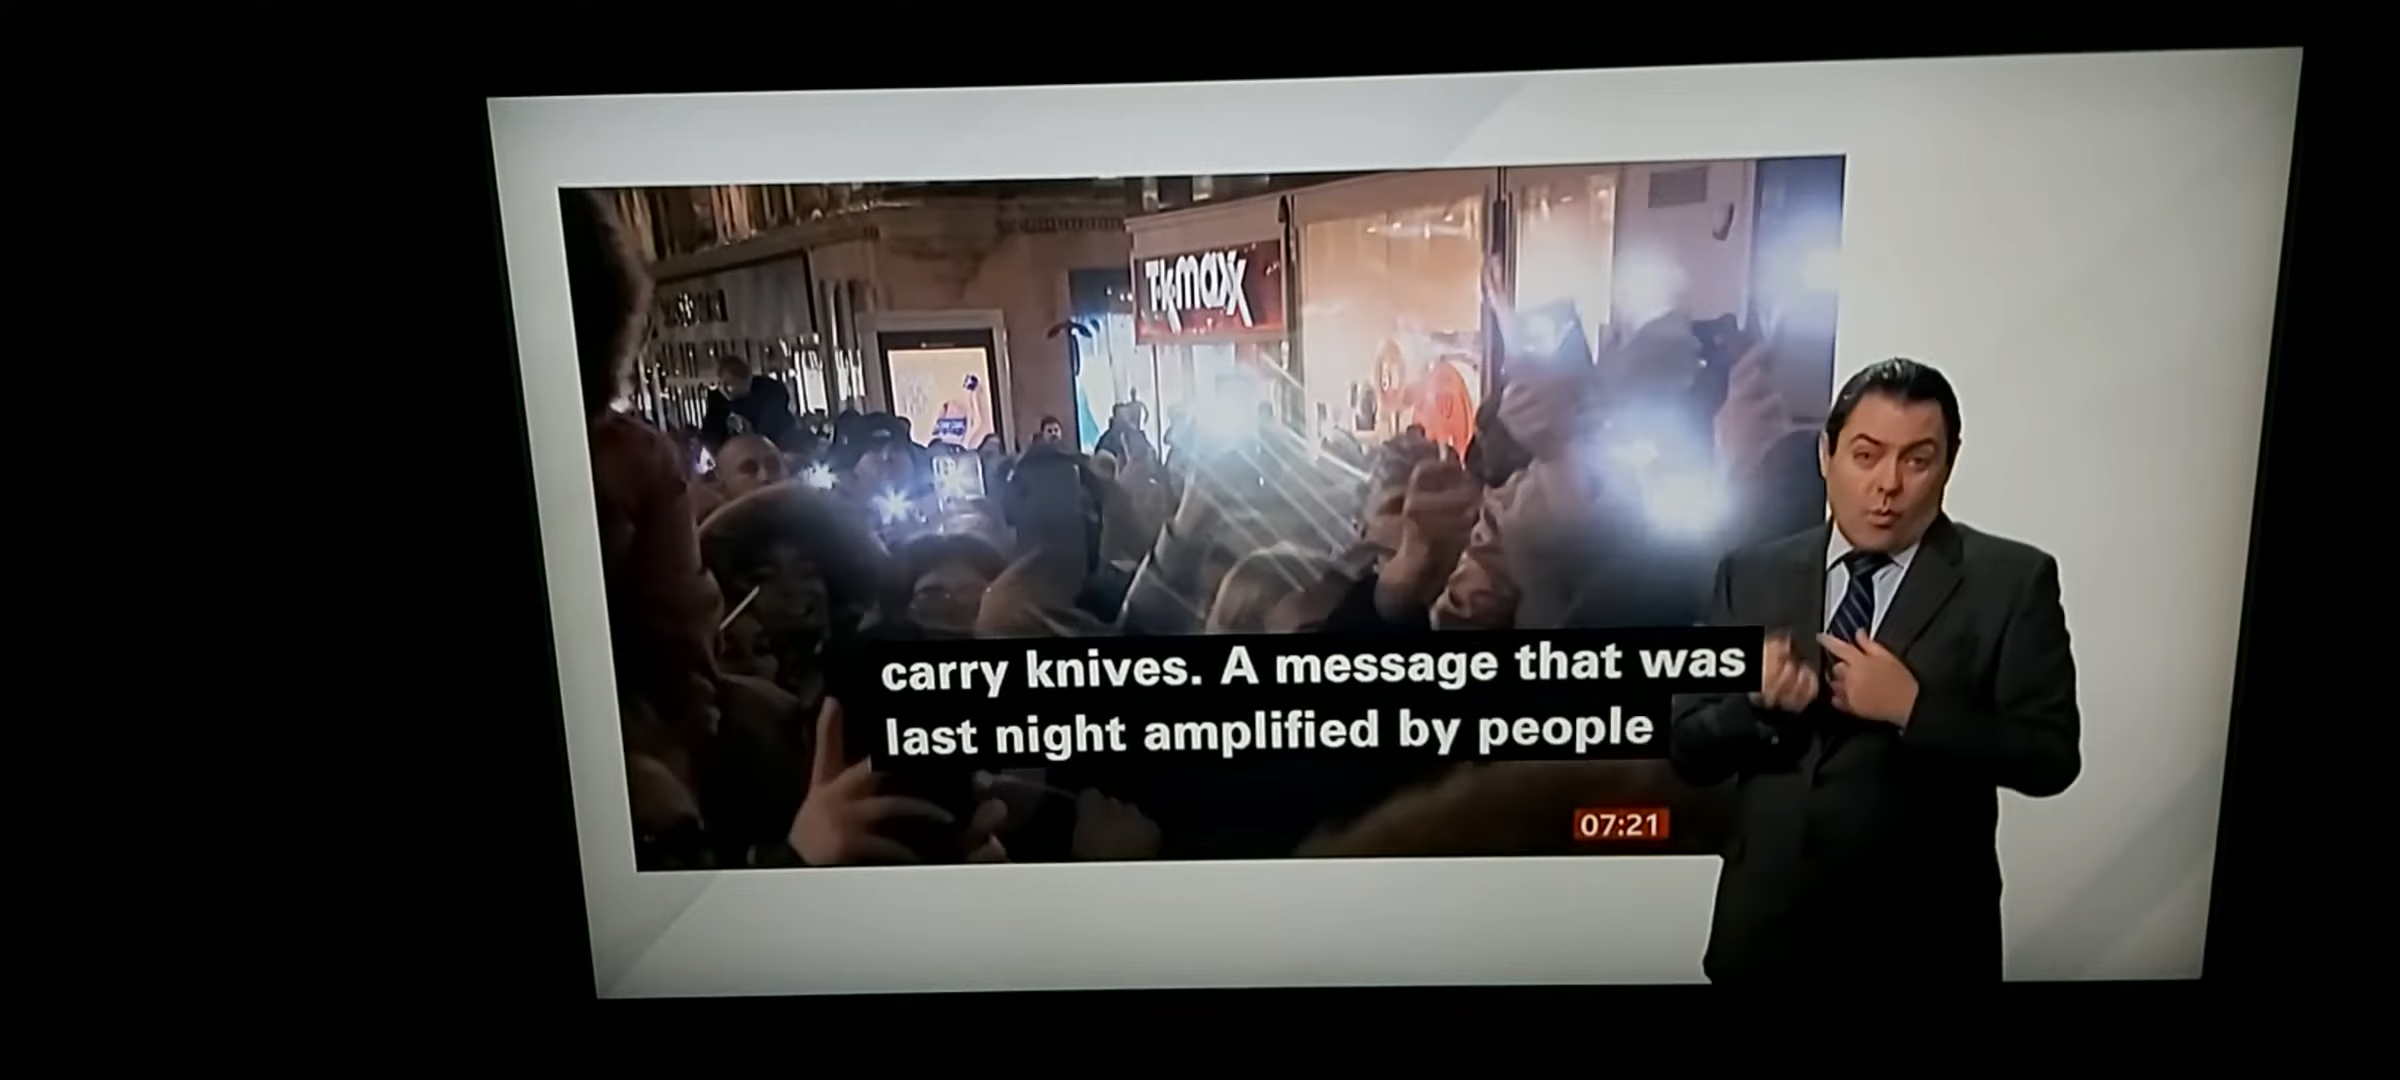 TK maxx
carry knives. A message that was
last night amplified by people
07:21